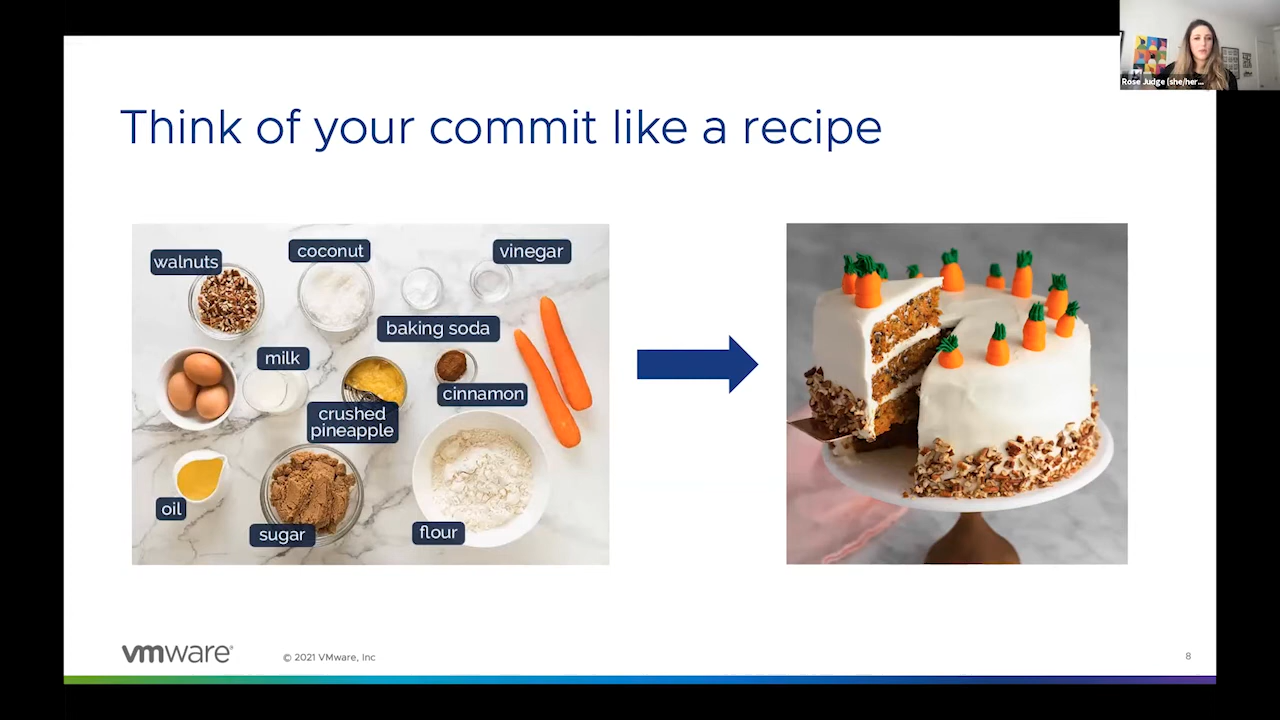 Rose Judge (she/her...
Think of your commit like a recipe
walnuts
coconut
vinegar
baking soda
milk
cinnamon
crushed
pineapple
oil
sugar
flour
vmware®
© 2021 VMware, Inc
8